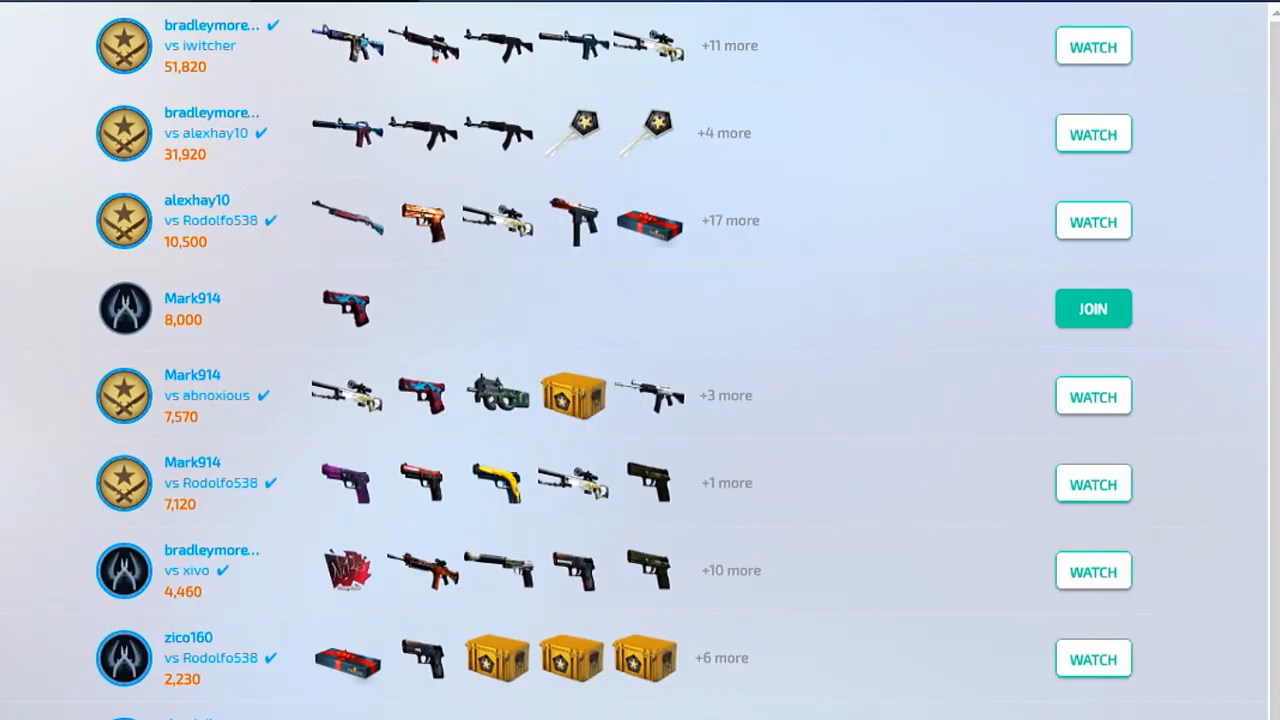 bradleymore... ✔
vs iwitcher
51,820
+11 more
WATCH
bradleymore...
vs alexhay10 ✔
31,920
+4 more
WATCH
alexhay10
vs Rodolfo538 ✔
10,500
+17 more
WATCH
Mark914
8,000
JOIN
Mark914
vs abnoxious ✔
7,570
+3 more
WATCH
Mark914
vs Rodolfo538 ✔
7,120
+1 more
WATCH
bradleymore...
vs xivo ✔
4,460
+10 more
WATCH
zico160
vs Rodolfo538 ✔
2,230
+6 more
WATCH